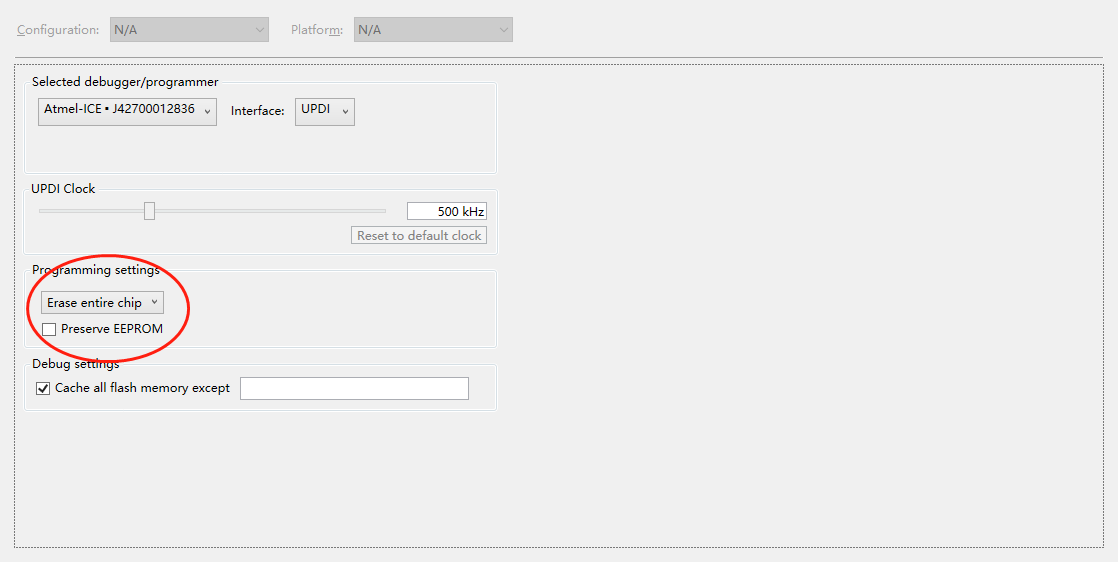 Configuration: N/A Platform: N/A
Selected debugger/programmer
Atmel-ICE • J42700012836 Interface: UPDI
UPDI Clock
500 kHz
Reset to default clock
Programming settings
Erase entire chip
Preserve EEPROM
Debug settings
Cache all flash memory except